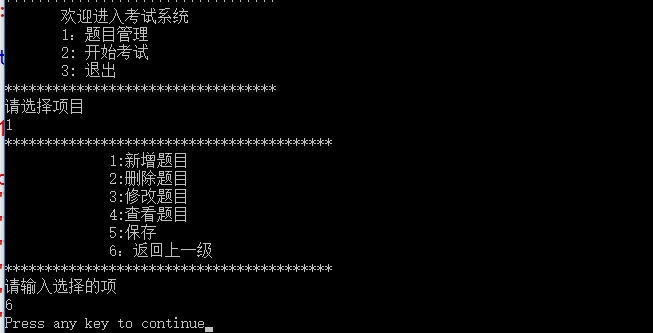 *********************************
欢迎进入考试系统
1: 题目管理
2: 开始考试
3: 退出
**********************************
请选择项目
1
*****************************************
1:新增题目
2:删除题目
3:修改题目
4:查看题目
5:保存
6: 返回上一级
*****************************************
请输入选择的项
6
Press any key to continue